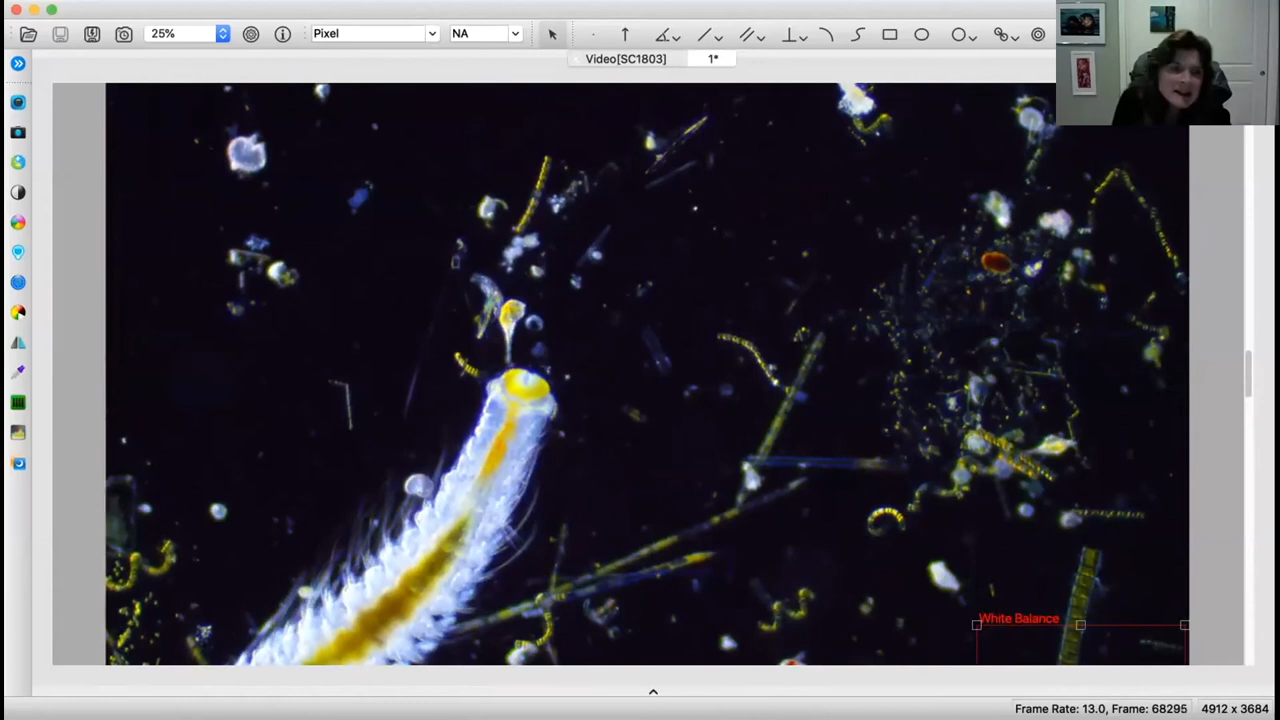 25%
Pixel
NA
Video[SC1803]
1*
White Balance
Frame Rate: 13.0, Frame: 68295
4912 x 3684